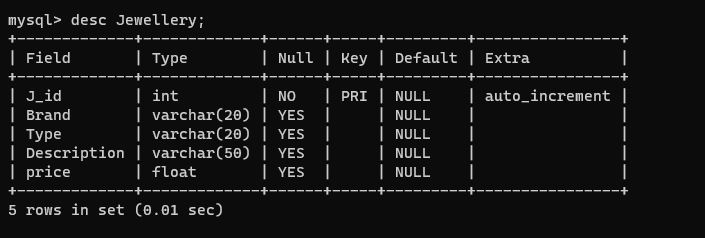 mysql> desc Jewellery;
+-------------+-------------+------+-----+---------+----------------+
| Field       | Type        | Null | Key | Default | Extra          |
+-------------+-------------+------+-----+---------+----------------+
| J_id        | int         | NO   | PRI | NULL    | auto_increment |
| Brand       | varchar(20) | YES  |     | NULL    |                |
| Type        | varchar(20) | YES  |     | NULL    |                |
| Description | varchar(50) | YES  |     | NULL    |                |
| price       | float       | YES  |     | NULL    |                |
+-------------+-------------+------+-----+---------+----------------+
5 rows in set (0.01 sec)